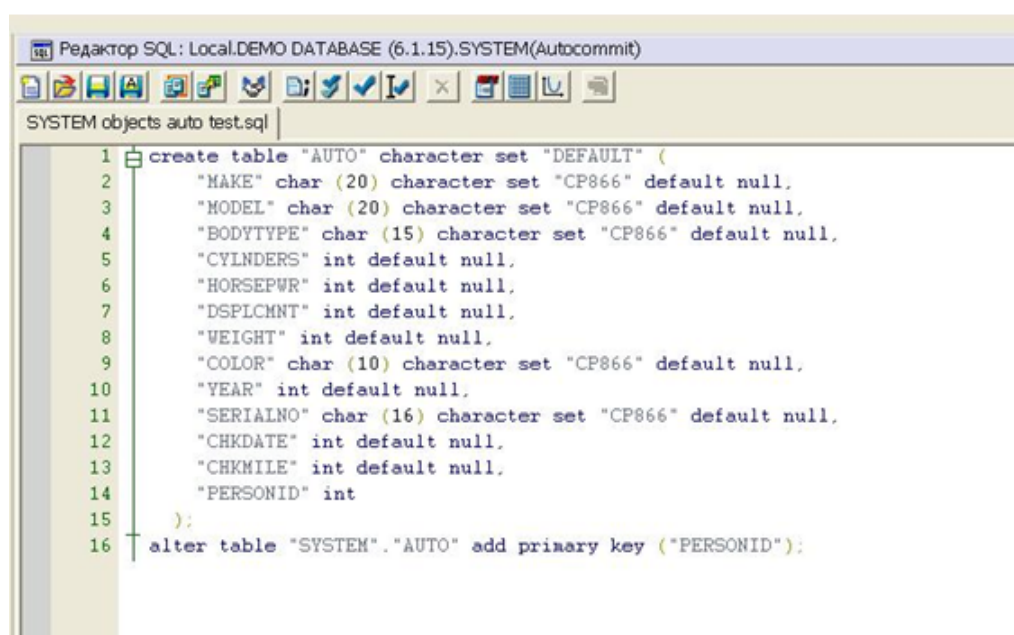 Редактор SQL: Local.DEMO DATABASE (6.1.15).SYSTEM(Autocommit)
SYSTEM objects auto test.sql
1 create table "AUTO" character set "DEFAULT" (
2 "MAKE" char (20) character set "CP866" default null,
3 "MODEL" char (20) character set "CP866" default null,
4 "BODYTYPE" char (15) character set "CP866" default null,
5 "CYLNDERS" int default null,
6 "HORSEPWR" int default null,
7 "DSPLCMNT" int default null,
8 "WEIGHT" int default null,
9 "COLOR" char (10) character set "CP866" default null,
10 "YEAR" int default null,
11 "SERIALNO" char (16) character set "CP866" default null,
12 "CHKDATE" int default null,
13 "CHKMILE" int default null,
14 "PERSONID" int
15 );
16 alter table "SYSTEM"."AUTO" add primary key ("PERSONID");